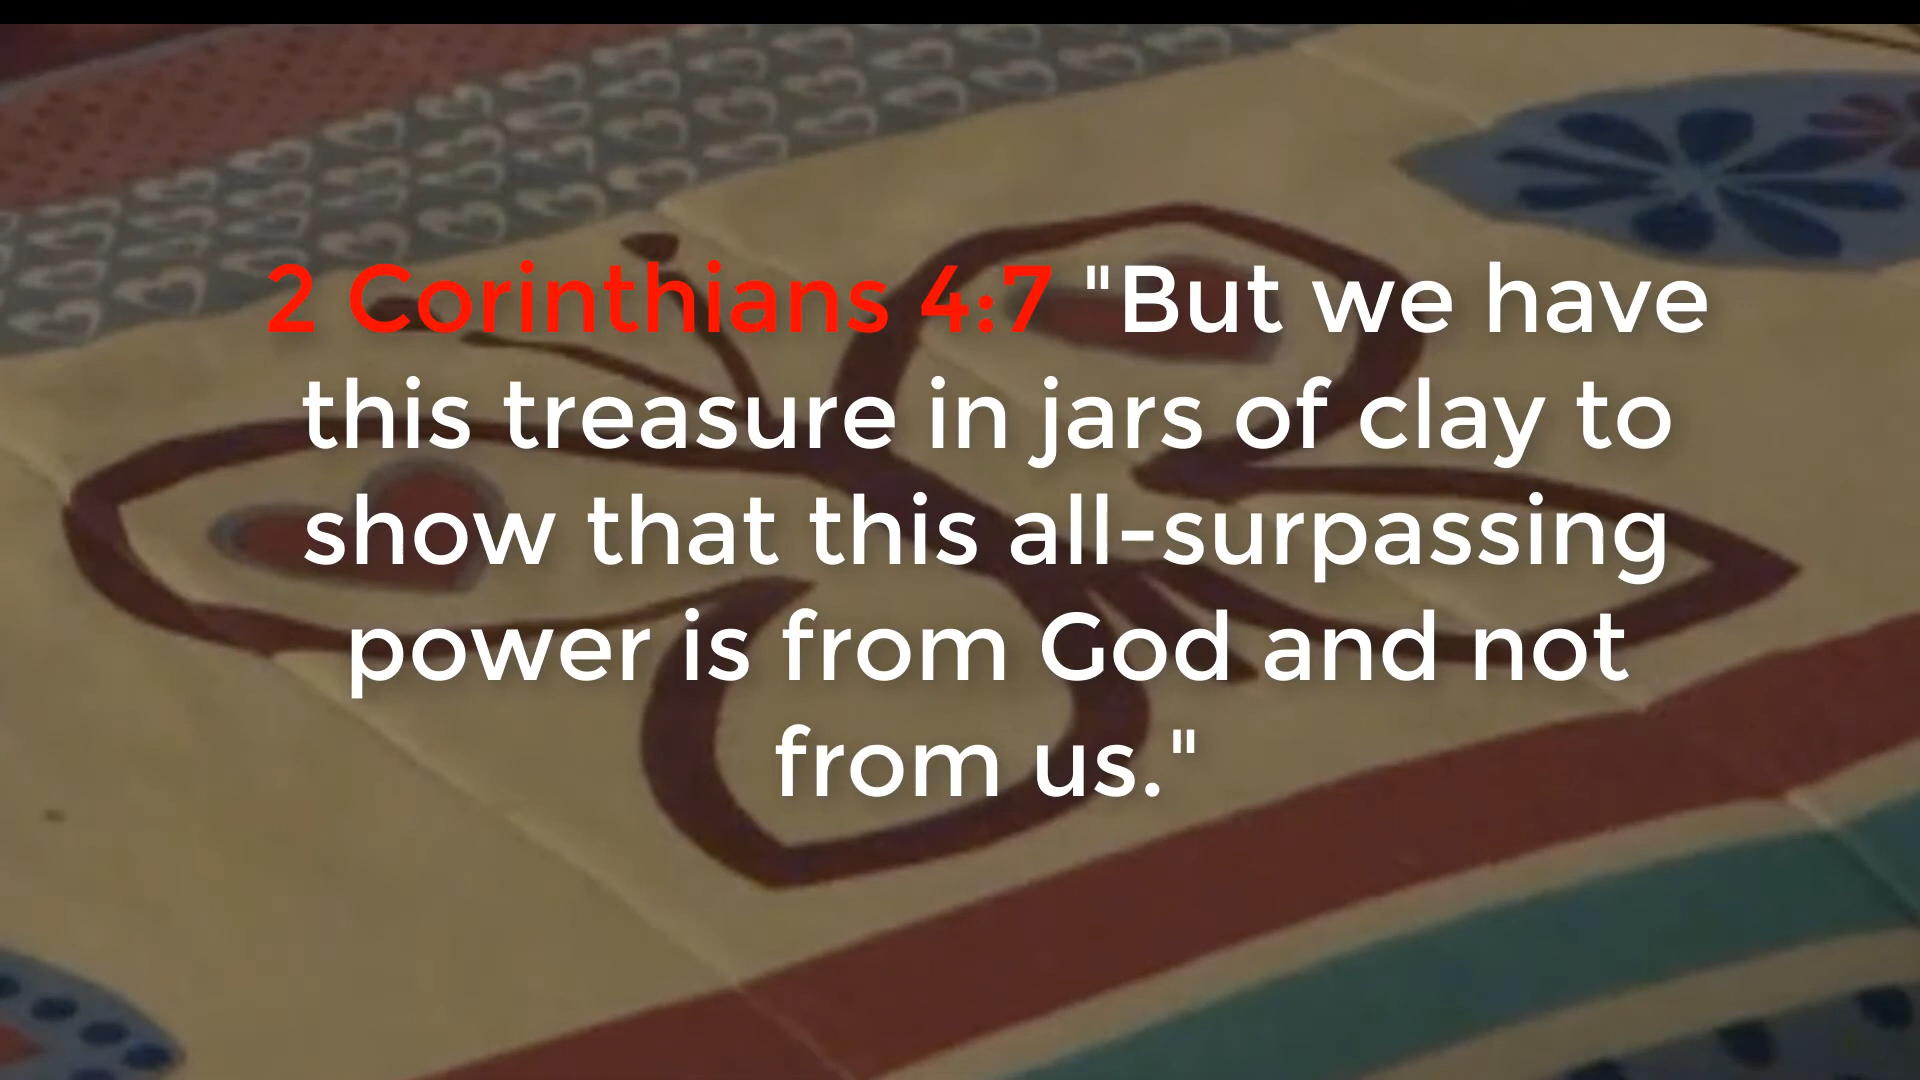 2 Corinthians 4:7 "But we have
this treasure in jars of clay to
show that this all-surpassing
power is from God and not
from us."